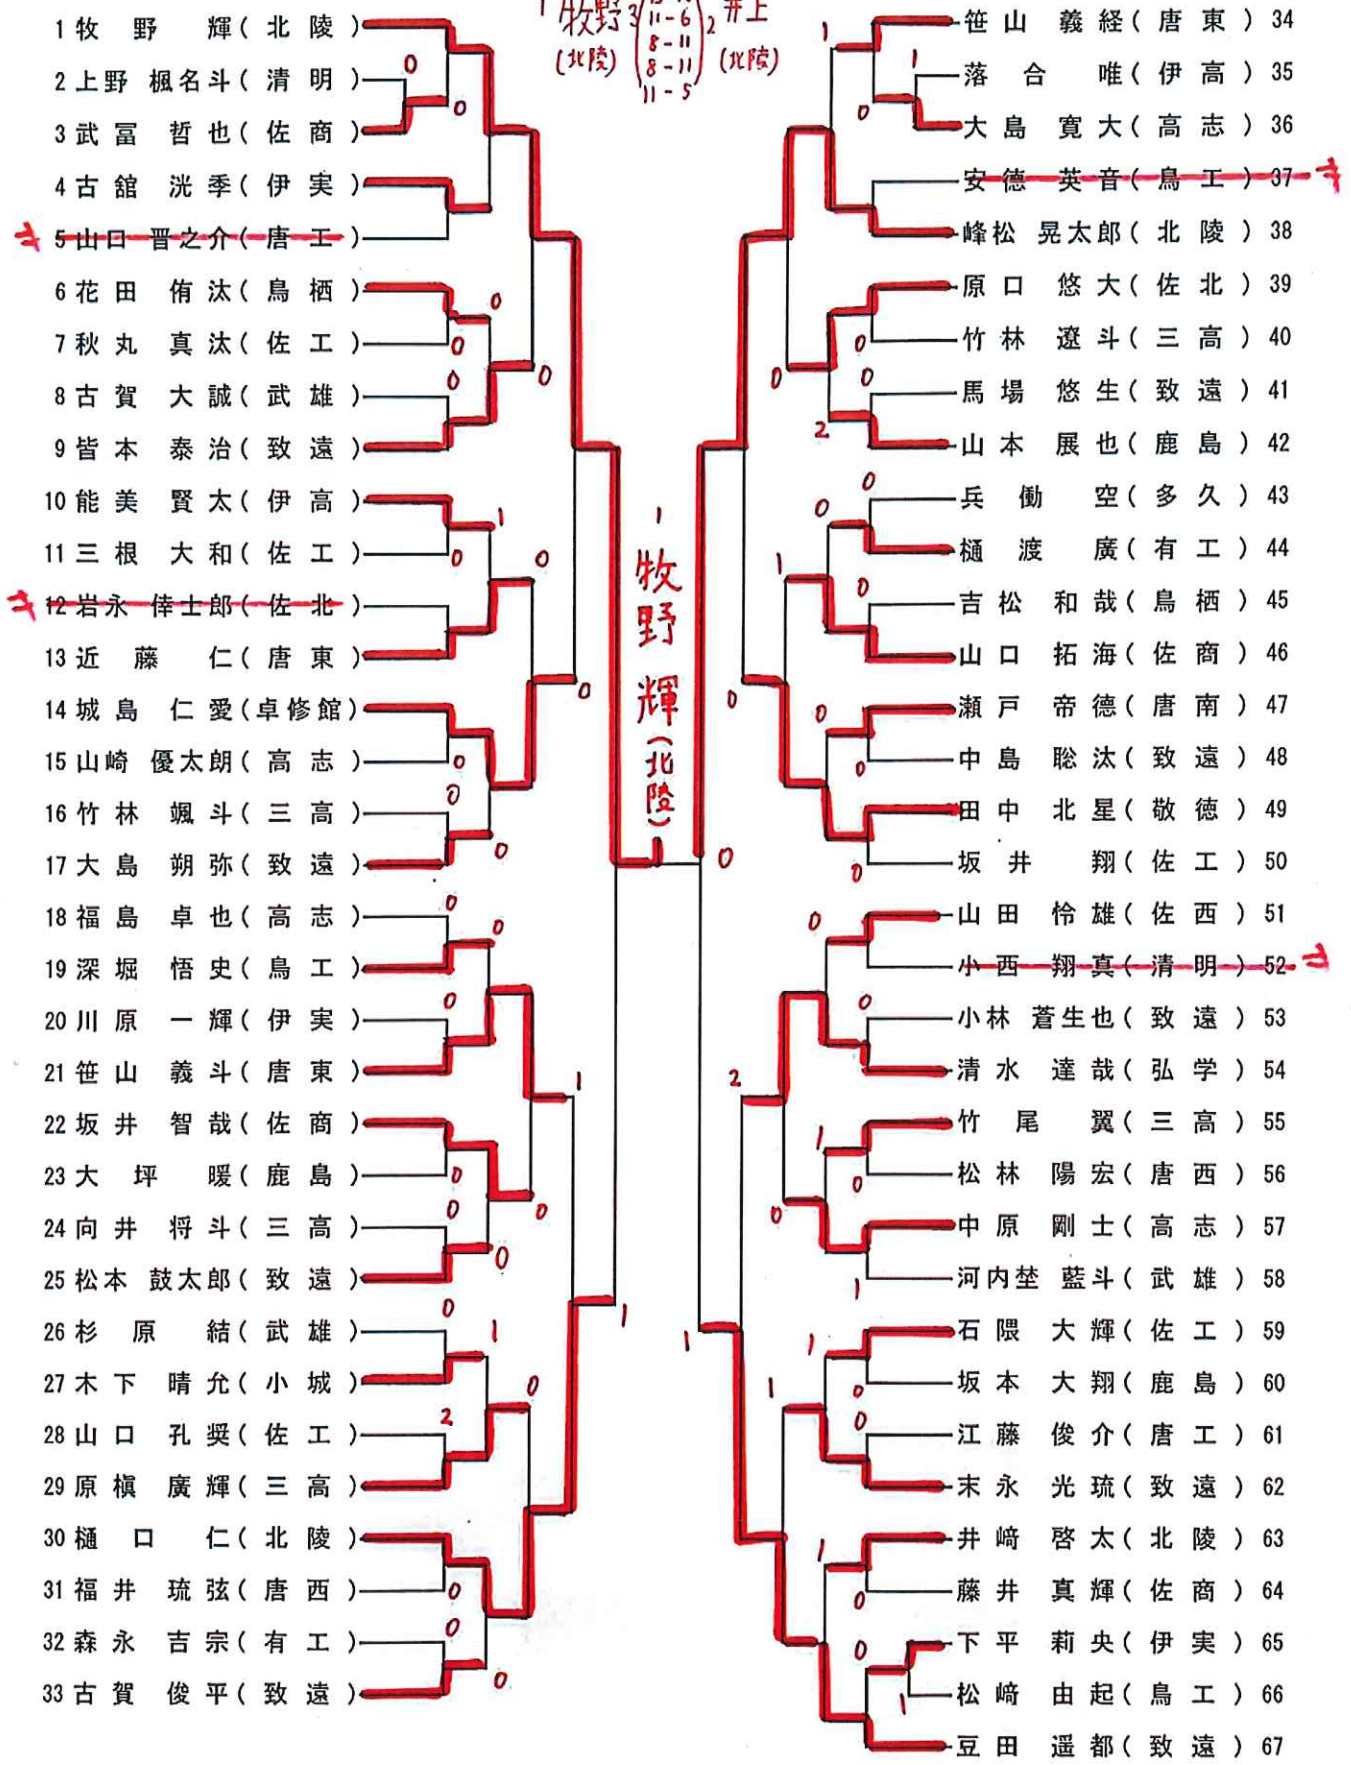 牧野 3 11-6 2 井上
(北陵) 8-11 (北陵)
8-11
11-5
1 牧野 輝(北陵)
2 上野 楓名斗(清明)
3 武冨 哲也(佐商)
4 古舘 洸季(伊実)
5 山口 晋之介(唐工)
6 花田 侑汰(鳥栖)
7 秋丸 真汰(佐工)
8 古賀 大誠(武雄)
9 皆本 泰治(致遠)
10 能美 賢太(伊高)
11 三根 大和(佐工)
12 岩永 倖士郎(佐北)
13 近藤 仁(唐東)
14 城島 仁愛(卓修館)
15 山崎 優太朗(高志)
16 竹林 颯斗(三高)
17 大島 朔弥(致遠)
18 福島 卓也(高志)
19 深堀 悟史(鳥工)
20 川原 一輝(伊実)
21 笹山 義斗(唐東)
22 坂井 智哉(佐商)
23 大坪 暖(鹿島)
24 向井 将斗(三高)
25 松本 鼓太郎(致遠)
26 杉原 結(武雄)
27 木下 晴允(小城)
28 山口 孔奨(佐工)
29 原槇 廣輝(三高)
30 樋口 仁(北陵)
31 福井 琉弦(唐西)
32 森永 吉宗(有工)
33 古賀 俊平(致遠)
1 牧野 輝(北陵)
笹山 義経(唐東) 34
落合 唯(伊高) 35
大島 寛大(高志) 36
安德 英音(鳥工) 37
峰松 晃太郎(北陵) 38
原口 悠大(佐北) 39
竹林 遼斗(三高) 40
馬場 悠生(致遠) 41
山本 展也(鹿島) 42
兵働 空(多久) 43
樋渡 廣(有工) 44
吉松 和哉(鳥栖) 45
山口 拓海(佐商) 46
瀬戸 帝德(唐南) 47
中島 聡汰(致遠) 48
田中 北星(敬徳) 49
坂井 翔(佐工) 50
山田 怜雄(佐西) 51
小西 翔真(清明) 52
小林 蒼生也(致遠) 53
清水 達哉(弘学) 54
竹尾 翼(三高) 55
松林 陽宏(唐西) 56
中原 剛士(高志) 57
河内埜 藍斗(武雄) 58
石隈 大輝(佐工) 59
坂本 大翔(鹿島) 60
江藤 俊介(唐工) 61
末永 光琉(致遠) 62
井﨑 啓太(北陵) 63
藤井 真輝(佐商) 64
下平 莉央(伊実) 65
松﨑 由起(鳥工) 66
豆田 遥都(致遠) 67